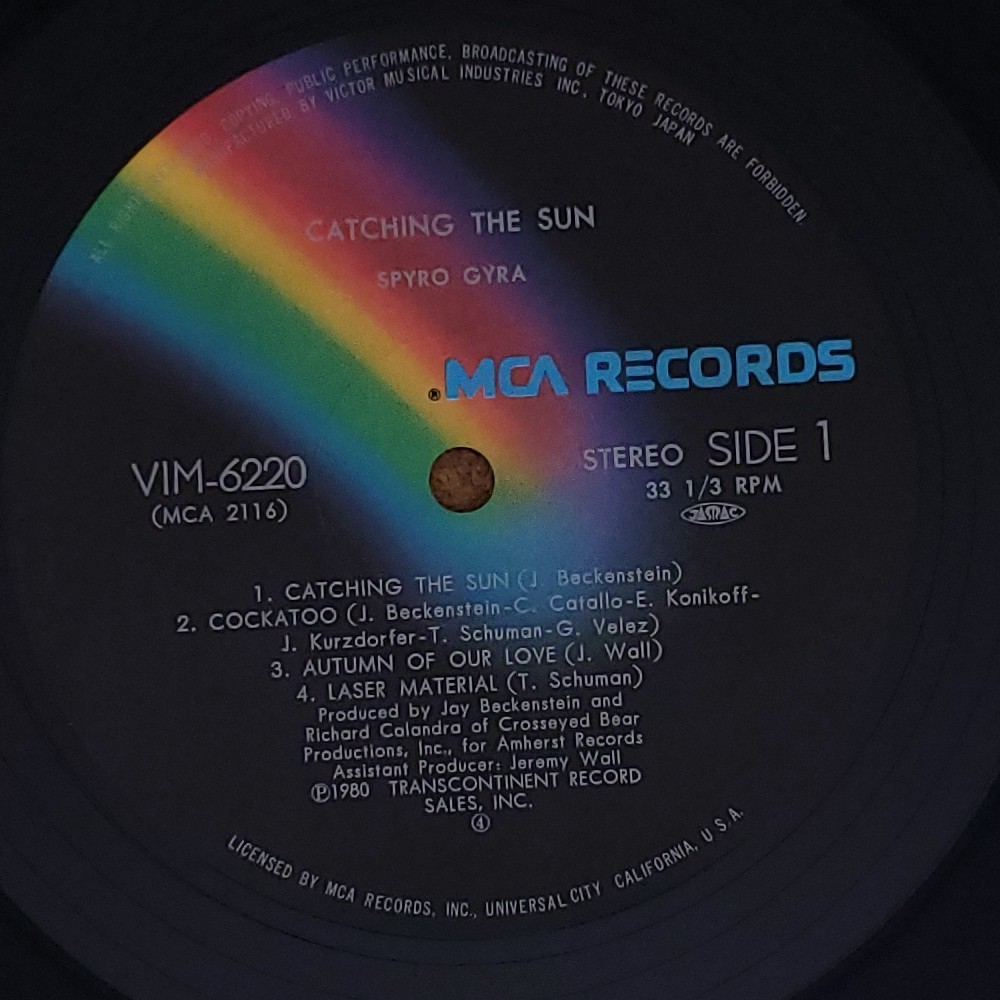 COPYING, PUBLIC PERFORMANCE, BROADCASTING OF THESE RECORDS ARE FORBIDDEN.
BY VICTOR MUSICAL INDUSTRIES INC. TOKYO JAPAN
CATCHING THE SUN
SPYRO GYRA
® MCA RECORDS
VIM-6220
(MCA 2116)
STEREO SIDE 1
33 1/3 RPM
JASRAC
1. CATCHING THE SUN (J. Beckenstein)
2. COCKATOO (J. Beckenstein-C. Catallo-E. Konikoff-
J. Kurzdorfer-T. Schuman-G. Velez)
3. AUTUMN OF OUR LOVE (J. Wall)
4. LASER MATERIAL (T. Schuman)
Produced by Jay Beckenstein and
Richard Calandra of Crosseyed Bear
Productions, Inc., for Amherst Records
Assistant Producer: Jeremy Wall
Ⓟ1980 TRANSCONTINENT RECORD
SALES, INC.
④
LICENSED BY MCA RECORDS, INC., UNIVERSAL CITY CALIFORNIA, U.S.A.